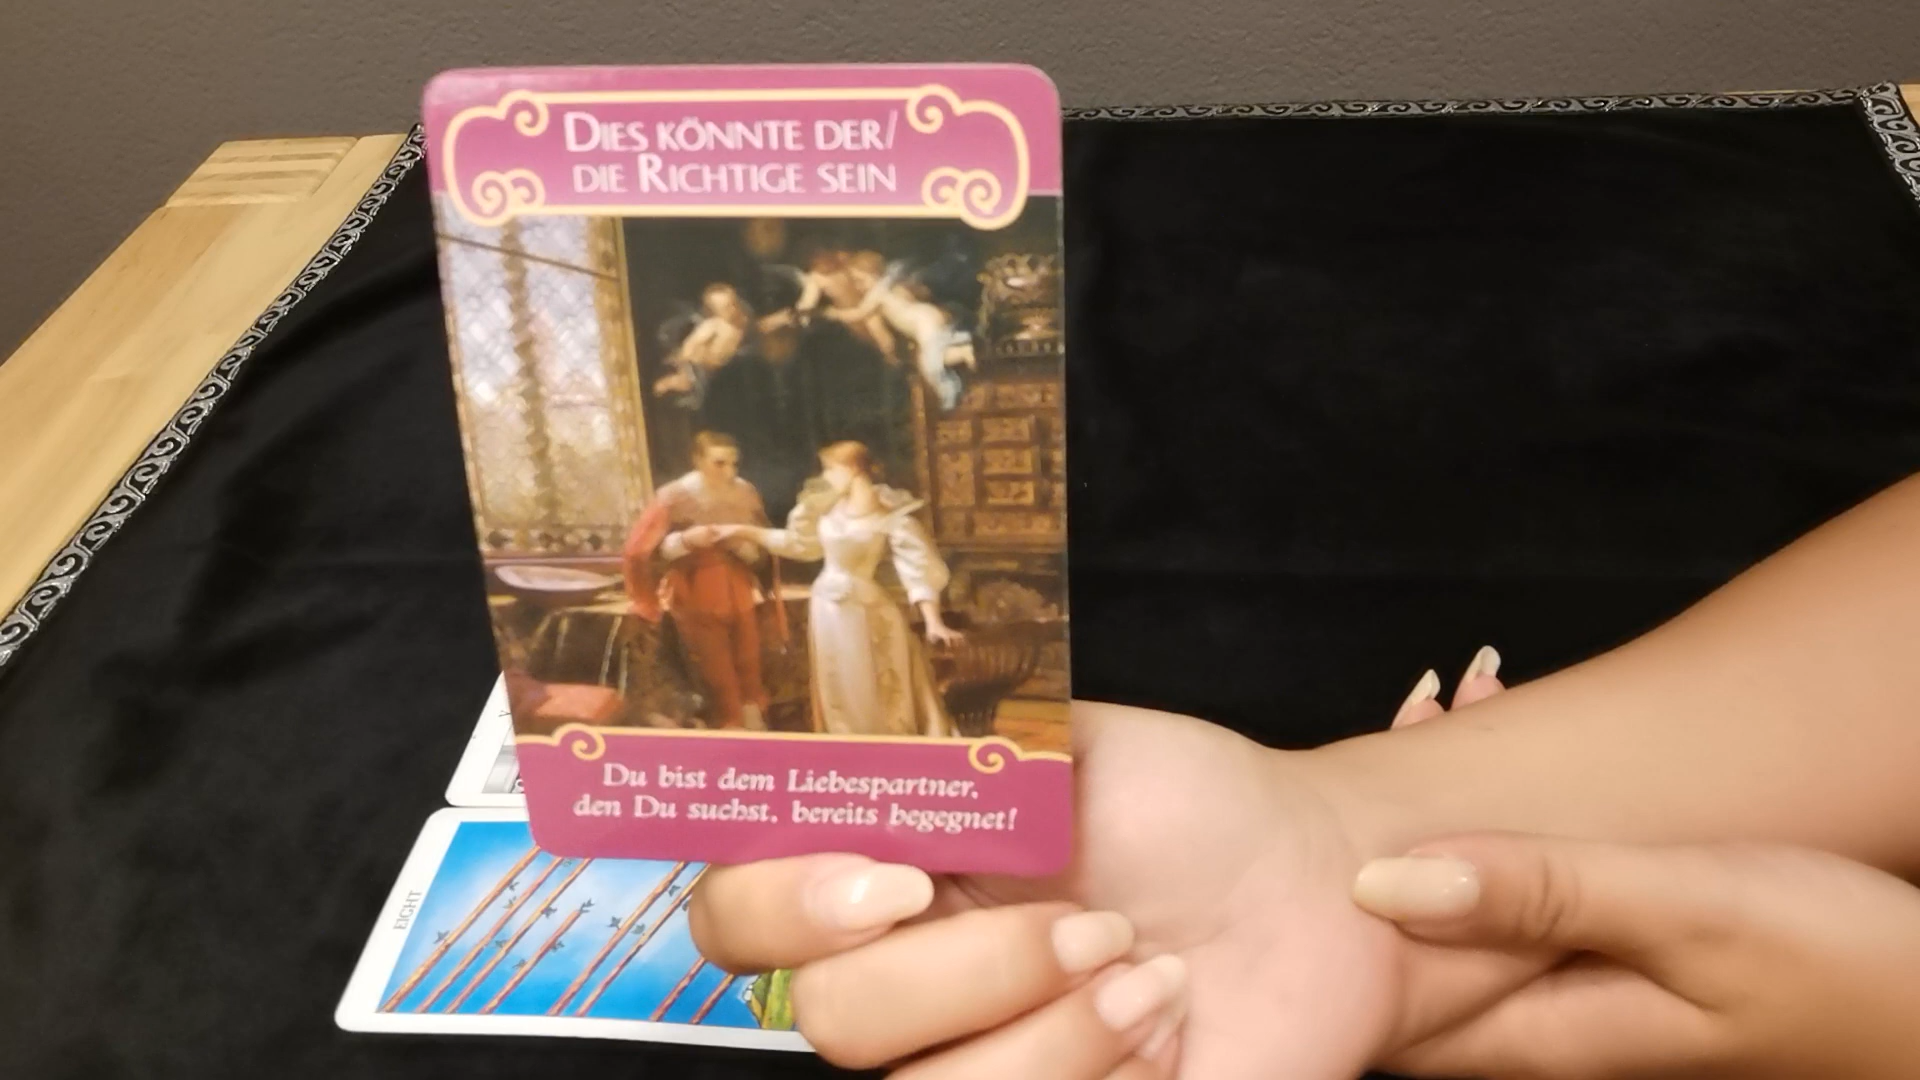 DIES KÖNNTE DER/
DIE RICHTIGE SEIN
Du bist dem Liebespartner,
den Du suchst, bereits begegnet!
EIGHT